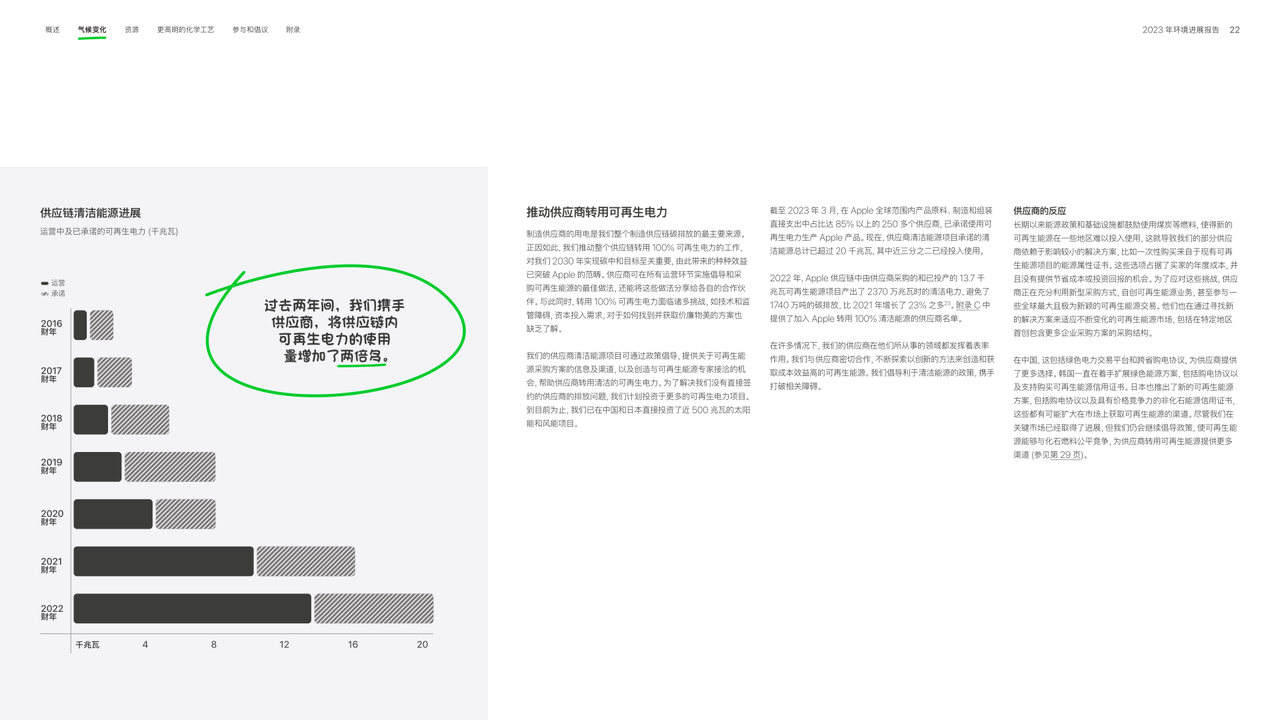 概述 气候变化 资源 更高明的化学工艺 参与和倡议 附录
2023 年环境进展报告 22
供应链清洁能源进展
运营中及已承诺的可再生电力 (千兆瓦)
运营
承诺
过去两年间，我们携手
供应商，将供应链内
可再生电力的使用
量增加了两倍多。
2016
财年
2017
财年
2018
财年
2019
财年
2020
财年
2021
财年
2022
财年
千兆瓦 4 8 12 16 20
推动供应商转用可再生电力
制造供应商的用电是我们整个制造供应链碳排放的最主要来源。
正因如此, 我们推动整个供应链转用 100% 可再生电力的工作,
对我们 2030 年实现碳中和目标至关重要, 由此带来的种种效益
已突破 Apple 的范畴。供应商可在所有运营环节实施倡导和采
购可再生能源的最佳做法, 还能将这些做法分享给各自的合作伙
伴。与此同时, 转用 100% 可再生电力面临诸多挑战, 如技术和监
管障碍, 资本投入需求, 对于如何找到并获取价廉物美的方案也
缺乏了解。
我们的供应商清洁能源项目可通过政策倡导, 提供关于可再生能
源采购方案的信息及渠道, 以及创造与可再生能源专家接洽的机
会, 帮助供应商转用清洁的可再生电力。为了解决我们没有直接签
约的供应商的排放问题, 我们计划投资于更多的可再生电力项目。
到目前为止, 我们已在中国和日本直接投资了近 500 兆瓦的太阳
能和风能项目。
截至 2023 年 3 月, 在 Apple 全球范围内产品原料、制造和组装
直接支出中占比达 85% 以上的 250 多个供应商, 已承诺使用可
再生电力生产 Apple 产品。现在, 供应商清洁能源项目承诺的清
洁能源总计已超过 20 千兆瓦, 其中近三分之二已经投入使用。
2022 年, Apple 供应链中由供应商采购的和已投产的 13.7 千
兆瓦可再生能源项目产出了 2370 万兆瓦时的清洁电力, 避免了
1740 万吨的碳排放, 比 2021 年增长了 23% 之多²³。附录 C 中
提供了加入 Apple 转用 100% 清洁能源的供应商名单。
在许多情况下, 我们的供应商在他们所从事的领域都发挥着表率
作用。我们与供应商密切合作, 不断探索以创新的方法来创造和获
取成本效益高的可再生能源。我们倡导利于清洁能源的政策, 携手
打破相关障碍。
供应商的反应
长期以来能源政策和基础设施都鼓励使用煤炭等燃料, 使得新的
可再生能源在一些地区难以投入使用, 这就导致我们的部分供应
商依赖于影响较小的解决方案, 比如一次性购买来自于现有可再
生能源项目的能源属性证书。这些选项占据了买家的年度成本, 并
且没有提供节省成本或投资回报的机会。为了应对这些挑战, 供应
商正在充分利用新型采购方式, 自创可再生能源业务, 甚至参与一
些全球最大且极为新颖的可再生能源交易。他们也在通过寻找新
的解决方案来适应不断变化的可再生能源市场, 包括在特定地区
首创包含更多企业采购方案的采购结构。
在中国, 这包括绿色电力交易平台和跨省购电协议, 为供应商提供
了更多选择。韩国一直在着手扩展绿色能源方案, 包括购电协议以
及支持购买可再生能源信用证书。日本也推出了新的可再生能源
方案, 包括购电协议以及具有价格竞争力的非化石能源信用证书,
这些都有可能扩大在市场上获取可再生能源的渠道。尽管我们在
关键市场已经取得了进展, 但我们仍会继续倡导政策, 使可再生能
源能够与化石燃料公平竞争, 为供应商转用可再生能源提供更多
渠道 (参见第 29 页)。